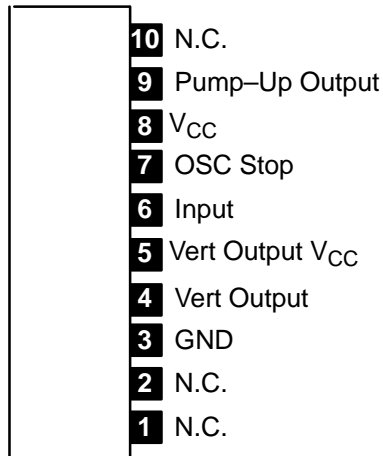 10 N.C.
9 Pump–Up Output
8 VCC
7 OSC Stop
6 Input
5 Vert Output VCC
4 Vert Output
3 GND
2 N.C.
1 N.C.